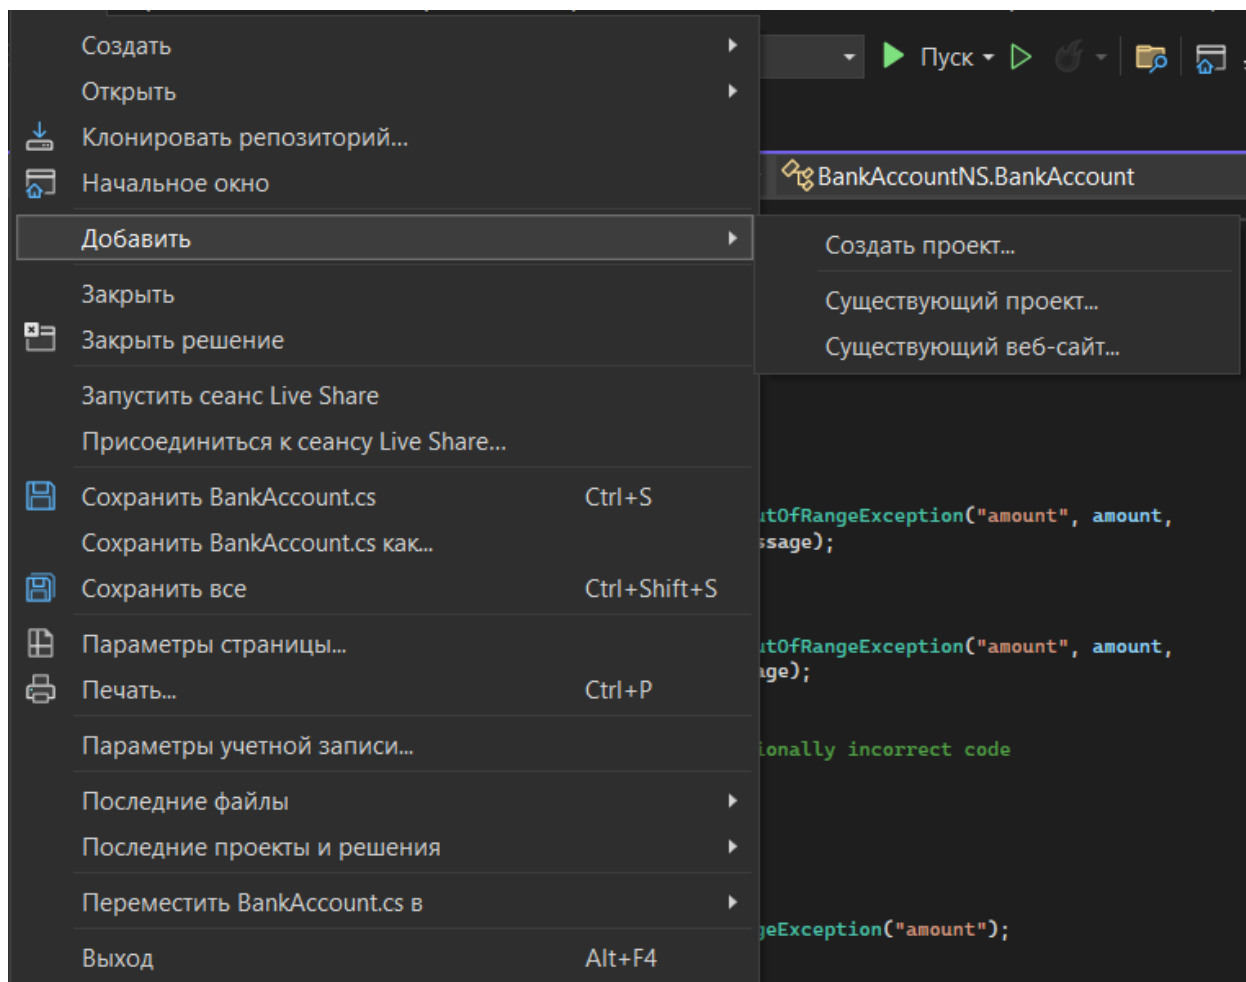 Создать
Открыть
Клонировать репозиторий...
Начальное окно
Добавить
Закрыть
Закрыть решение
Запустить сеанс Live Share
Присоединиться к сеансу Live Share...
Сохранить BankAccount.cs Ctrl+S
Сохранить BankAccount.cs как...
Сохранить все Ctrl+Shift+S
Параметры страницы...
Печать... Ctrl+P
Параметры учетной записи...
Последние файлы
Последние проекты и решения
Переместить BankAccount.cs в
Выход Alt+F4
Пуск
BankAccountNS.BankAccount
Создать проект...
Существующий проект...
Существующий веб-сайт...
utOfRangeException("amount", amount,
ssage);
utOfRangeException("amount", amount,
age);
ionally incorrect code
geException("amount");